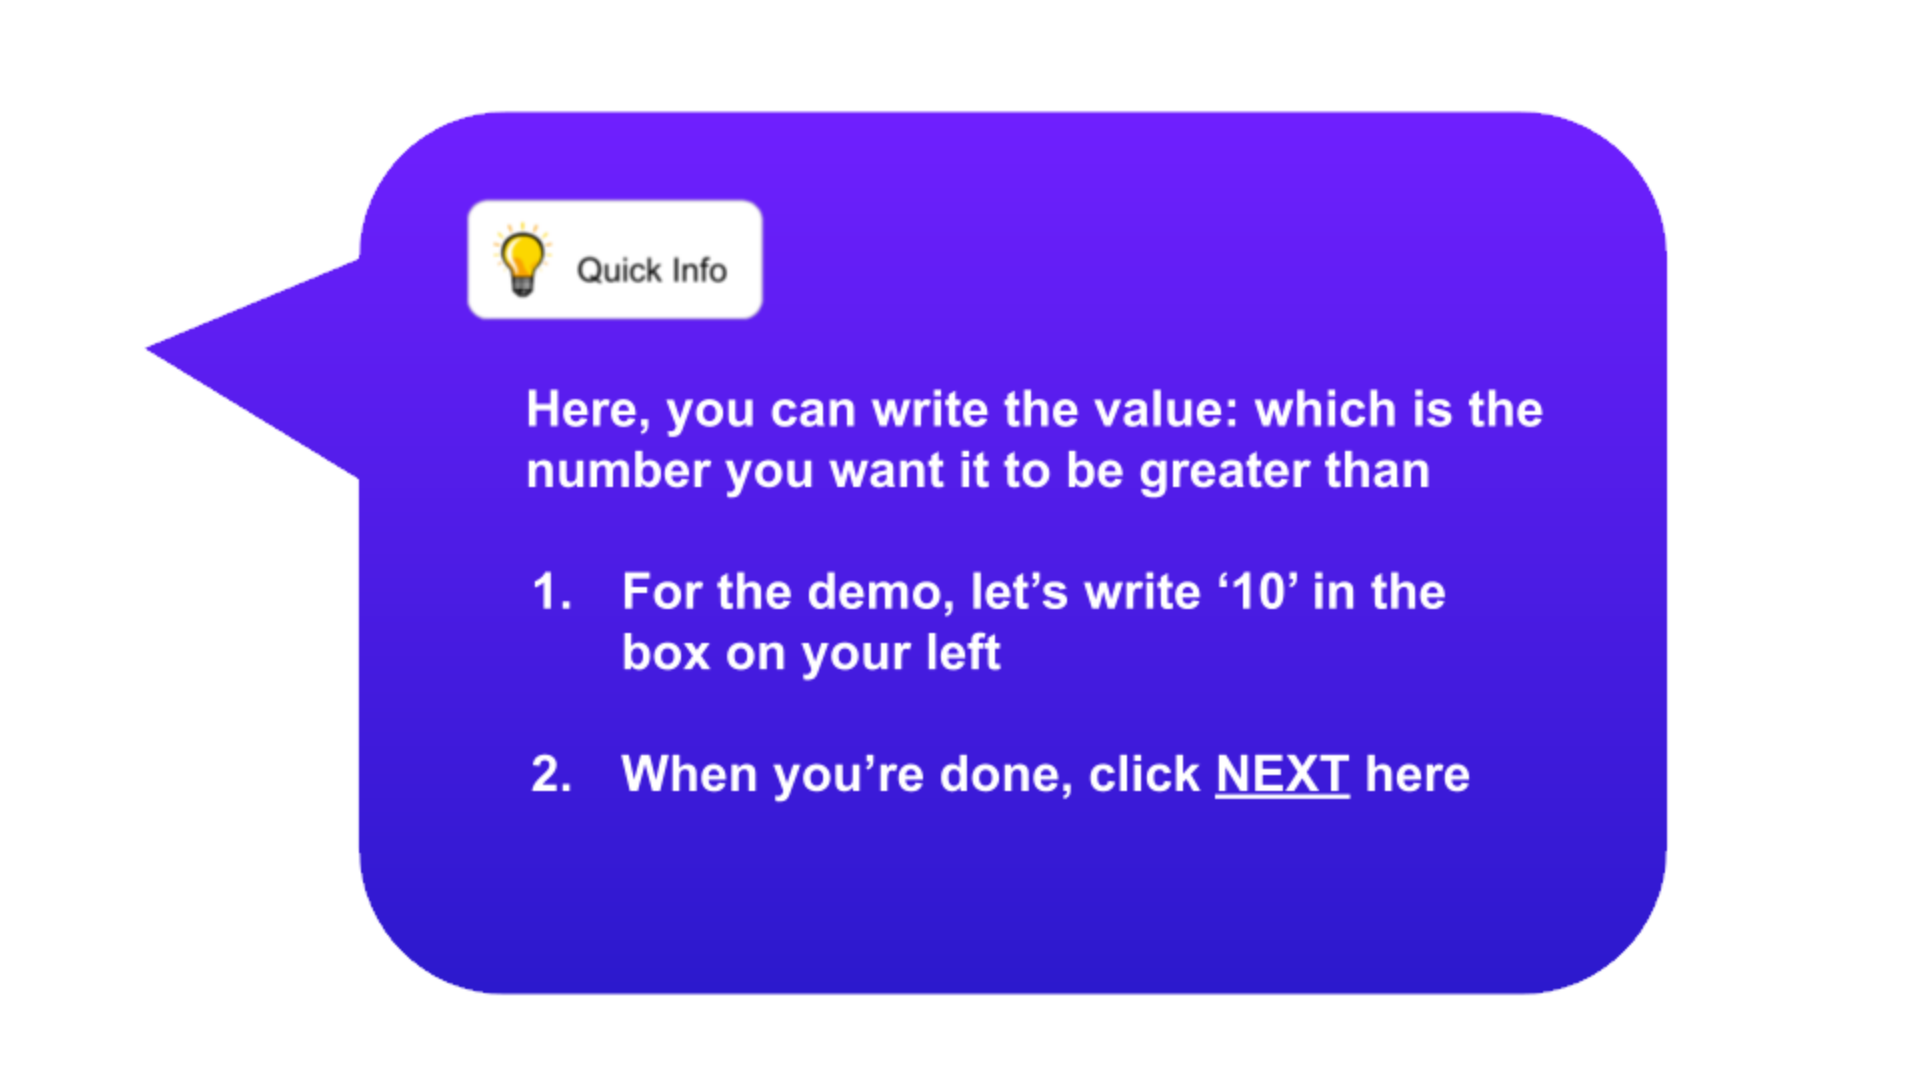 Quick Info
Here, you can write the value: which is the
number you want it to be greater than
1. For the demo, let’s write ‘10’ in the
box on your left
2. When you’re done, click NEXT here